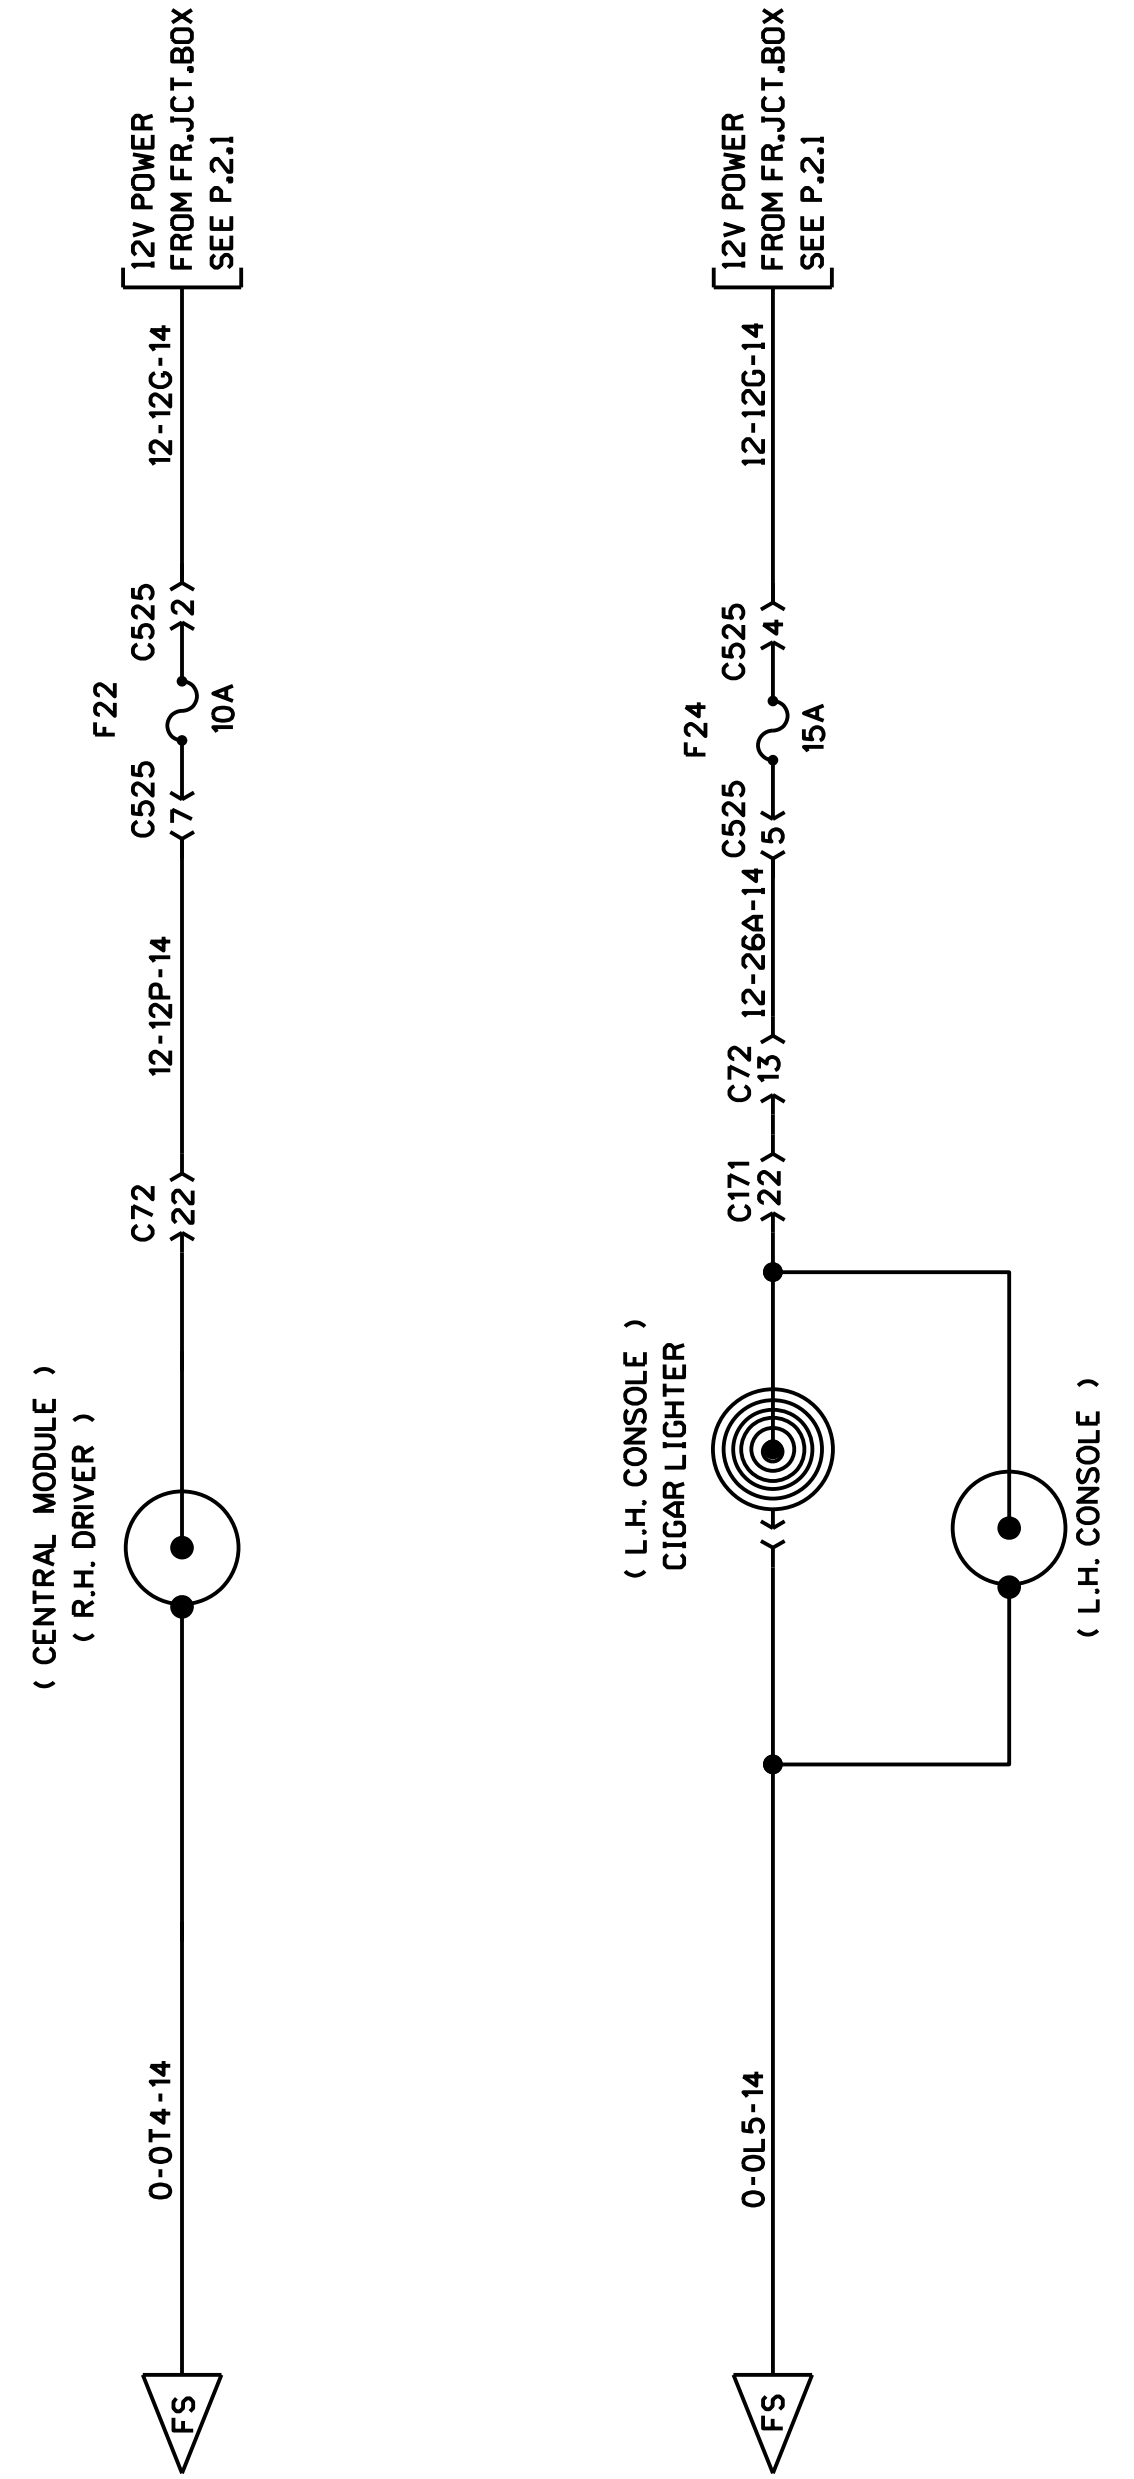 12V POWER
FROM FR.JCT.BOX
SEE P.2.1
12-12G-14
C525
2
F22
10A
C525
7
12-12P-14
C72
22
( CENTRAL MODULE )
( R.H. DRIVER )
0-0T4-14
FS
12V POWER
FROM FR.JCT.BOX
SEE P.2.1
12-12G-14
C525
4
F24
15A
C525
5
12-26A-14
C72
13
C171
22
( L.H. CONSOLE )
CIGAR LIGHTER
( L.H. CONSOLE )
0-0L5-14
FS